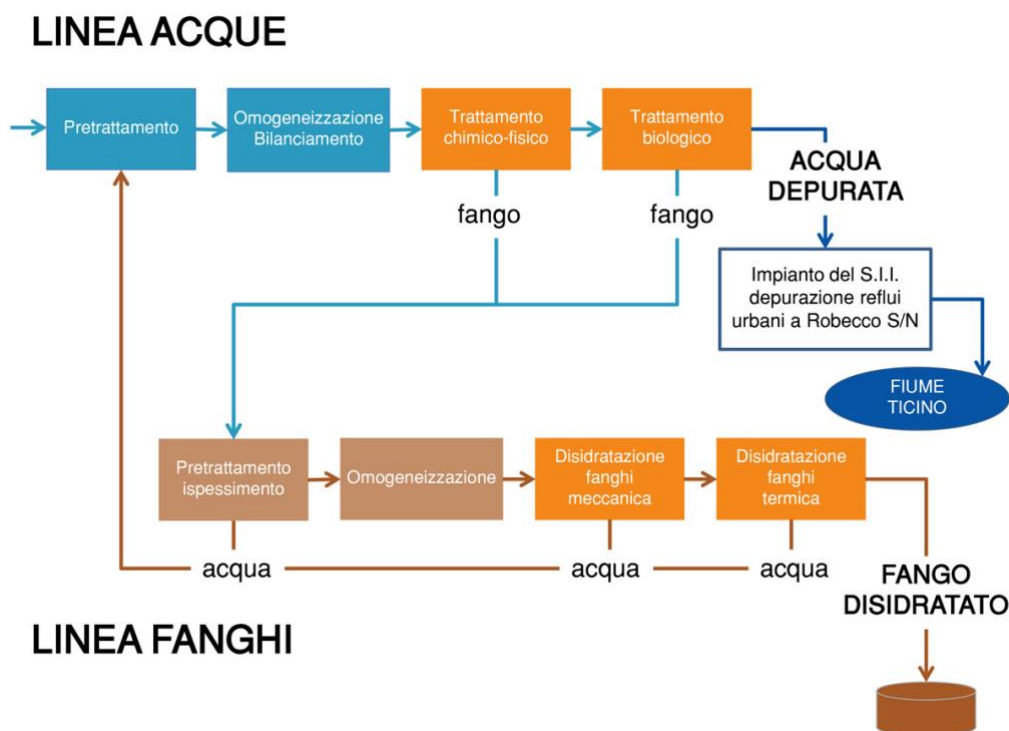 LINEA ACQUE
Pretrattamento
Omogeneizzazione
Bilanciamento
Trattamento
chimico-fisico
Trattamento
biologico
fango
fango
ACQUA
DEPURATA
Impianto del S.I.I.
depurazione reflui
urbani a Robecco S/N
FIUME
TICINO
Pretrattamento
ispessimento
Omogeneizzazione
Disidratazione
fanghi
meccanica
Disidratazione
fanghi
termica
acqua
acqua
acqua
FANGO
DISIDRATATO
LINEA FANGHI